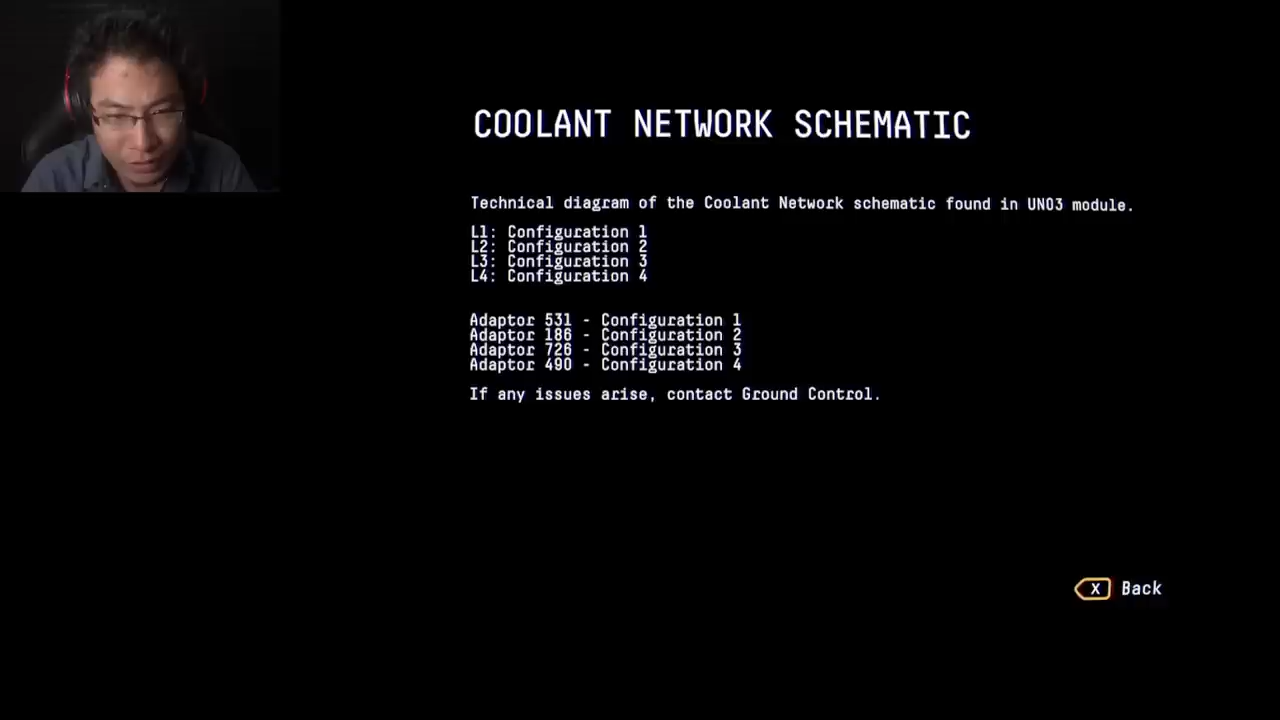 COOLANT NETWORK SCHEMATIC
Technical diagram of the Coolant Network schematic found in UNO3 module.
L1: Configuration 1
L2: Configuration 2
L3: Configuration 3
L4: Configuration 4
Adaptor 531 - Configuration 1
Adaptor 186 - Configuration 2
Adaptor 726 - Configuration 3
Adaptor 490 - Configuration 4
If any issues arise, contact Ground Control.
X Back